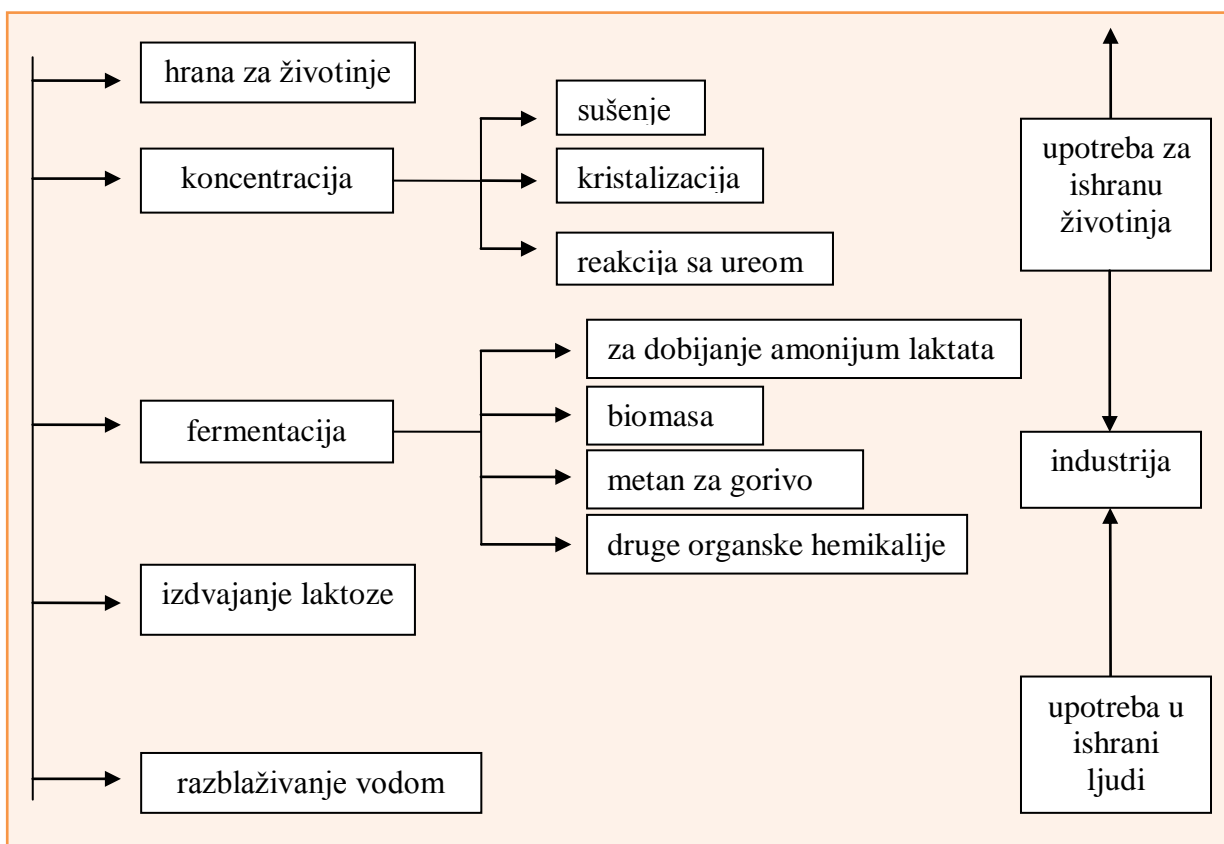 hrana za životinje
koncentracija
sušenje
kristalizacija
reakcija sa ureom
fermentacija
za dobijanje amonijum laktata
biomasa
metan za gorivo
druge organske hemikalije
izdvajanje laktoze
razblaživanje vodom
upotreba za
ishranu
životinja
industrija
upotreba u
ishrani
ljudi